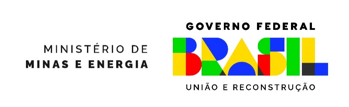 MINISTÉRIO DE
MINAS E ENERGIA
GOVERNO FEDERAL
BRASIL
UNIÃO E RECONSTRUÇÃO